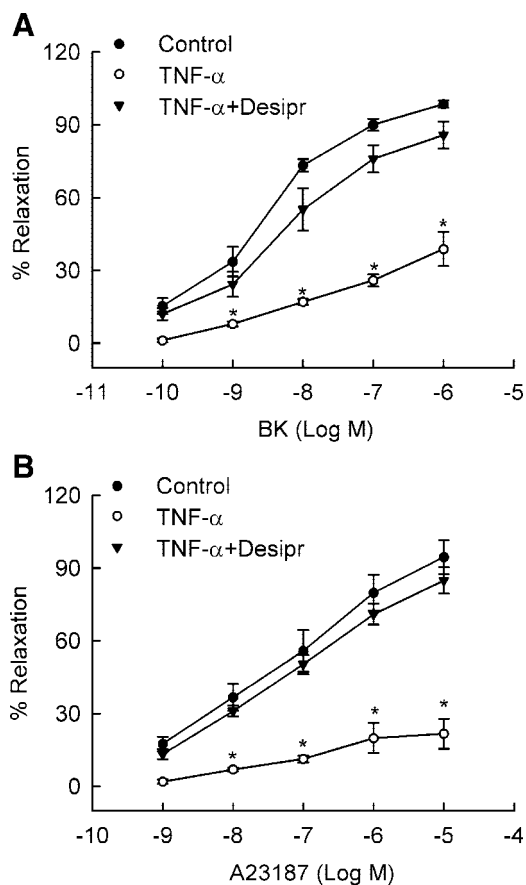 A
Control
TNF-α
TNF-α+Desipr
120
90
60
30
0
% Relaxation
*
*
*
*
-11 -10 -9 -8 -7 -6 -5
BK (Log M)
B
Control
TNF-α
TNF-α+Desipr
120
90
60
30
0
% Relaxation
*
*
*
*
-10 -9 -8 -7 -6 -5 -4
A23187 (Log M)